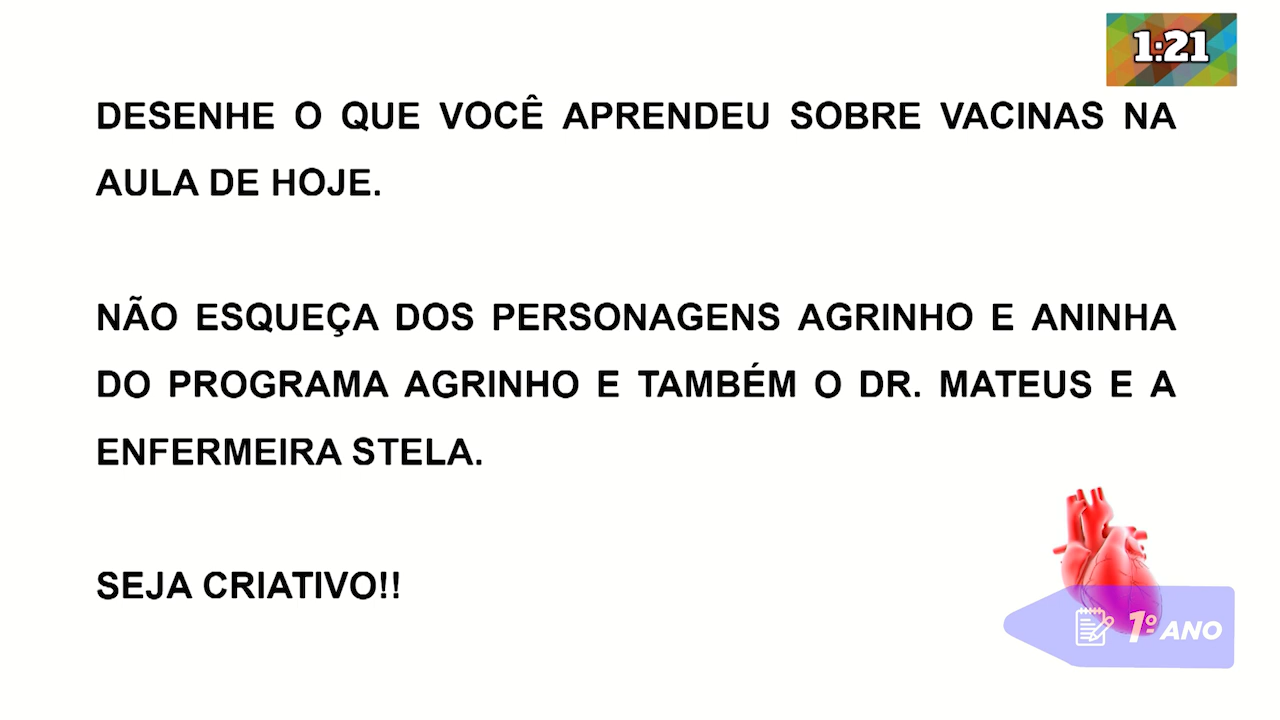 1:21
DESENHE O QUE VOCÊ APRENDEU SOBRE VACINAS NA
AULA DE HOJE.
NÃO ESQUEÇA DOS PERSONAGENS AGRINHO E ANINHA
DO PROGRAMA AGRINHO E TAMBÉM O DR. MATEUS E A
ENFERMEIRA STELA.
SEJA CRIATIVO!!
1º ANO